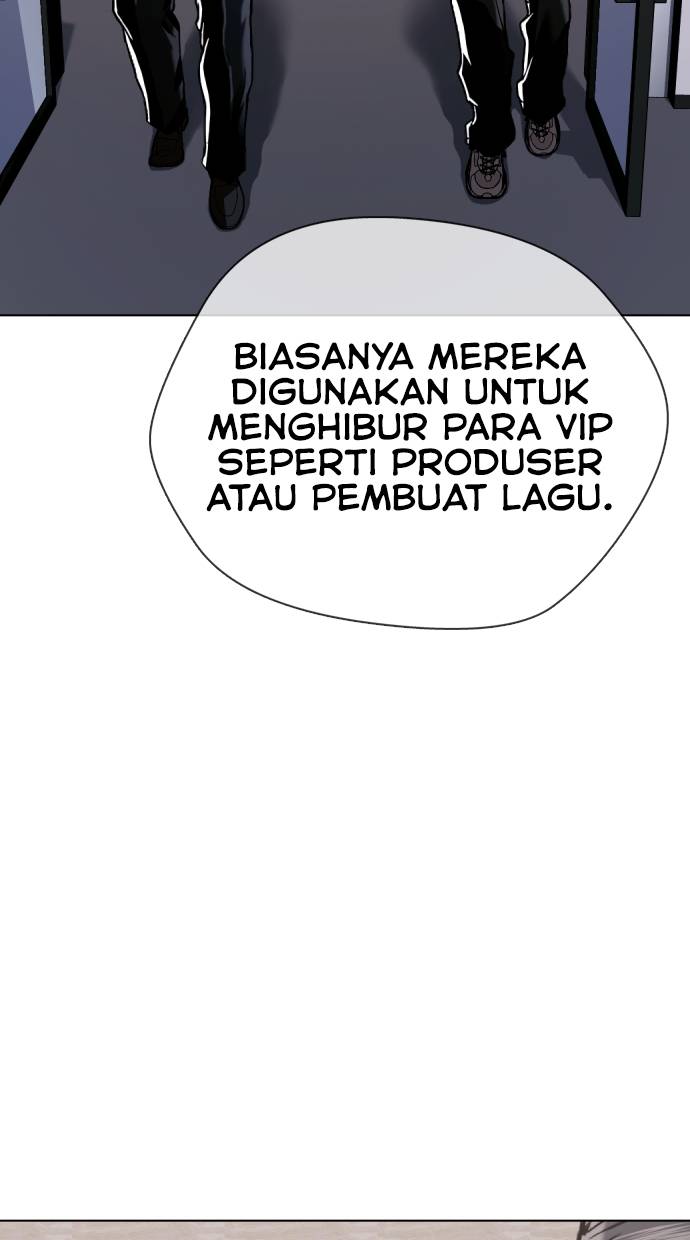 BIASANYA MEREKA
DIGUNAKAN UNTUK
MENGHIBUR PARA VIP
SEPERTI PRODUSER
ATAU PEMBUAT LAGU.